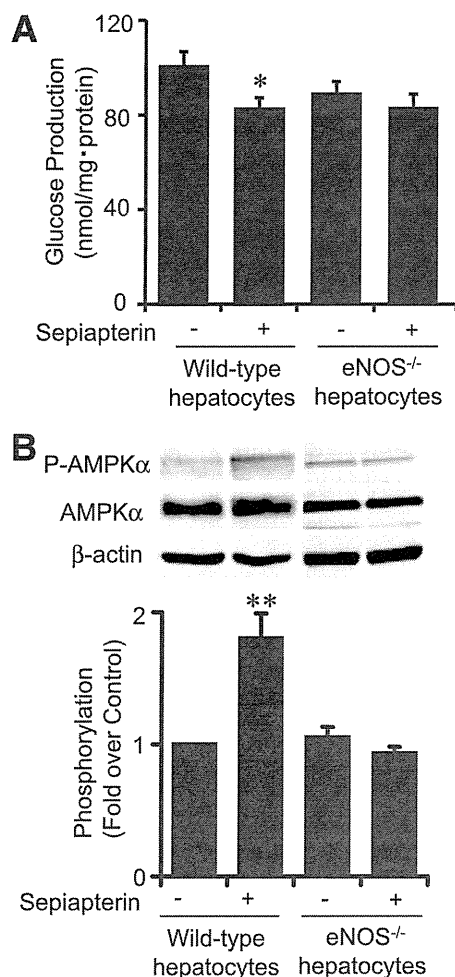 A
Glucose Production
(nmol/mg·protein)
120
80
40
0
*
Sepiapterin - + - +
Wild-type hepatocytes
eNOS-/- hepatocytes
B
P-AMPKα
AMPKα
β-actin
Phosphorylation
(Fold over Control)
2
1
0
**
Sepiapterin - + - +
Wild-type hepatocytes
eNOS-/- hepatocytes